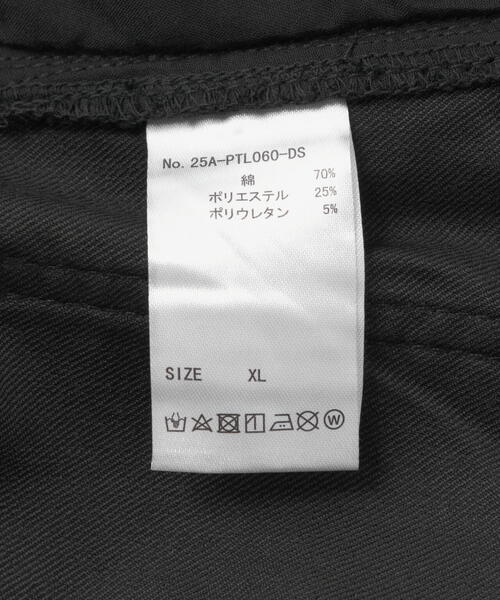 No. 25A-PTL060-DS
綿 70%
ポリエステル 25%
ポリウレタン 5%
SIZE XL
W